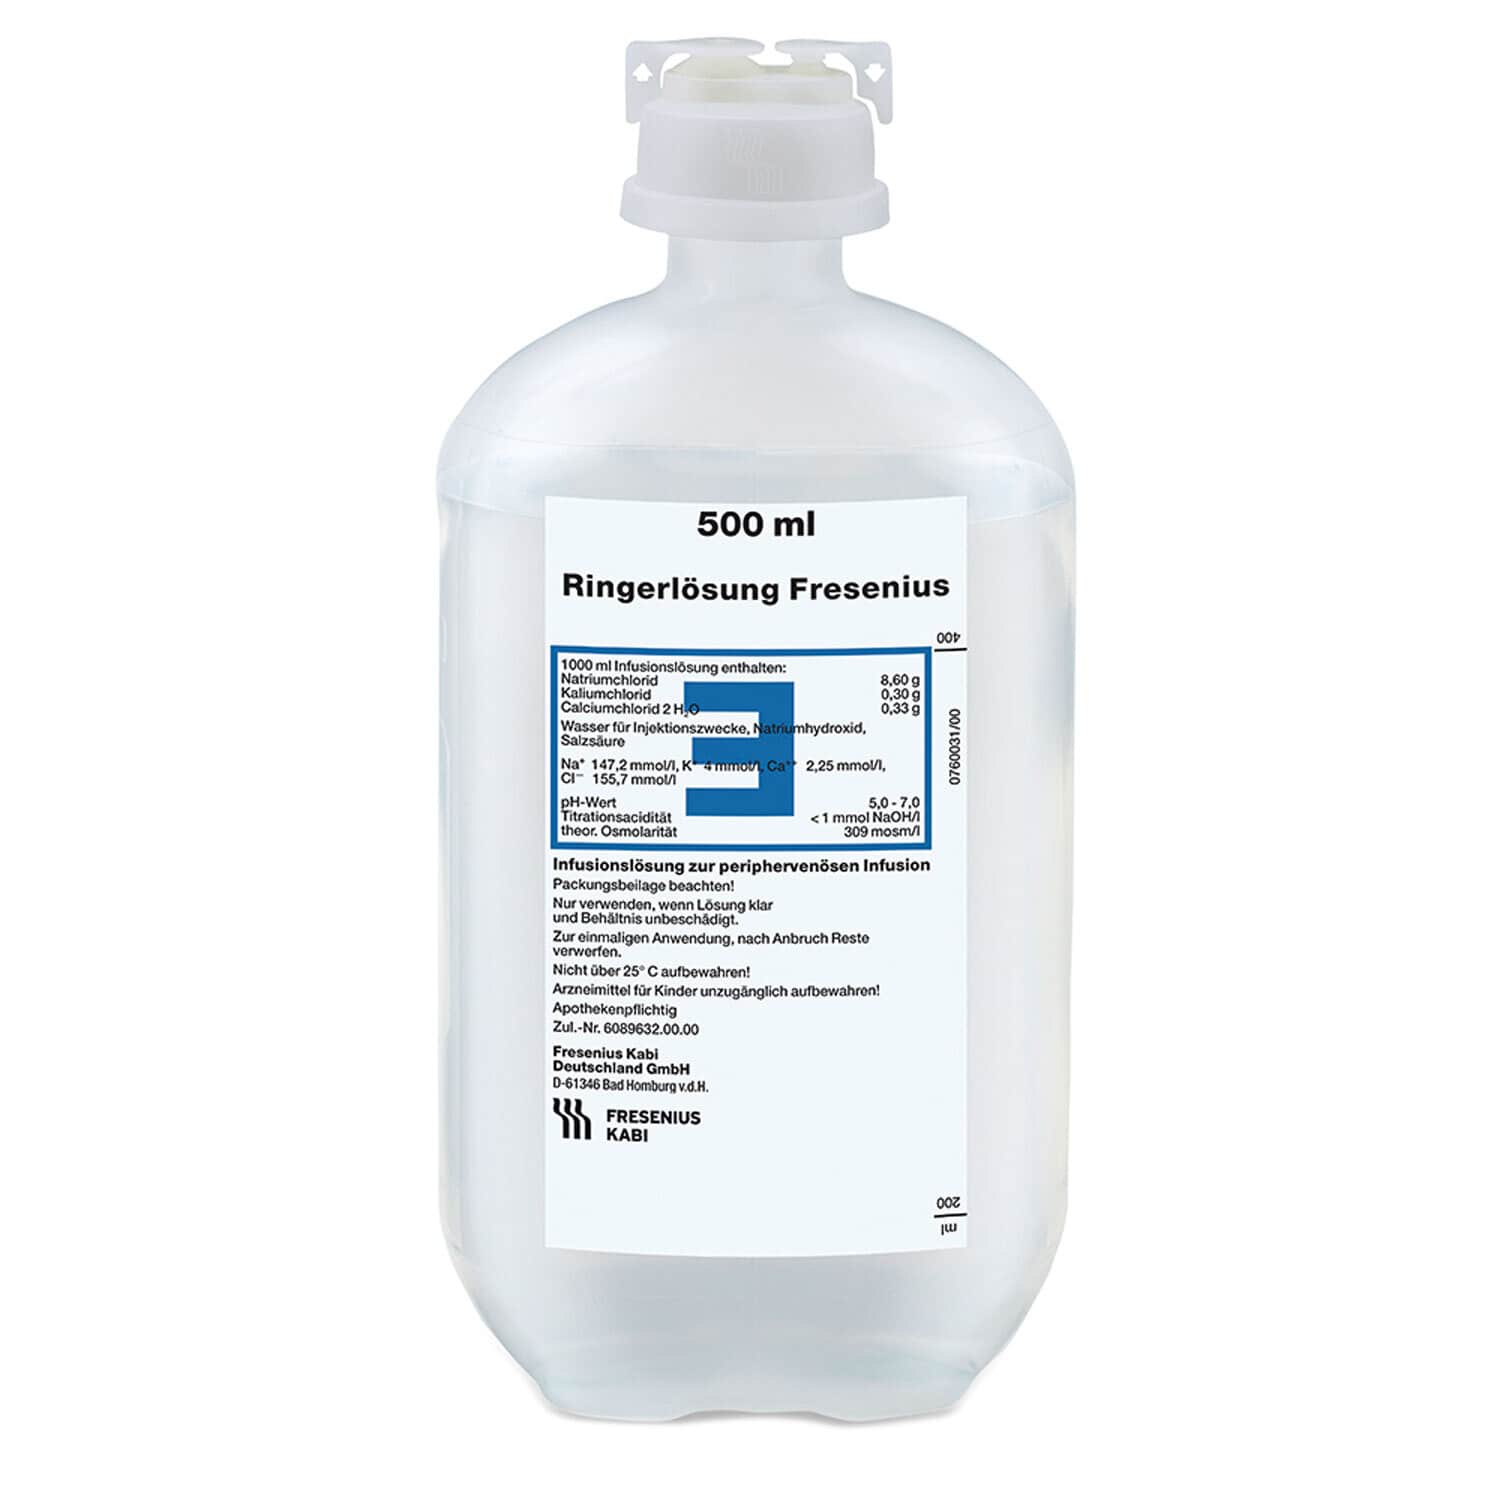 500 ml
Ringerlösung Fresenius
400
1000 ml Infusionslösung enthalten:
Natriumchlorid 8,60 g
Kaliumchlorid 0,30 g
Calciumchlorid 2 H₂O 0,33 g
Wasser für Injektionszwecke, Natriumhydroxid,
Salzsäure
Na⁺ 147,2 mmol/l, K⁺ 4 mmol/l, Ca⁺⁺ 2,25 mmol/l,
Cl⁻ 155,7 mmol/l
pH-Wert 5,0 - 7,0
Titrationsacidität < 1 mmol NaOH/l
theor. Osmolarität 309 mosm/l
E
0760031/00
Infusionslösung zur periphervenösen Infusion
Packungsbeilage beachten!
Nur verwenden, wenn Lösung klar
und Behältnis unbeschädigt.
Zur einmaligen Anwendung, nach Anbruch Reste
verwerfen.
Nicht über 25° C aufbewahren!
Arzneimittel für Kinder unzugänglich aufbewahren!
Apothekenpflichtig
Zul.-Nr. 6089632.00.00
Fresenius Kabi
Deutschland GmbH
D-61346 Bad Homburg v.d.H.
FRESENIUS
KABI
200
ml